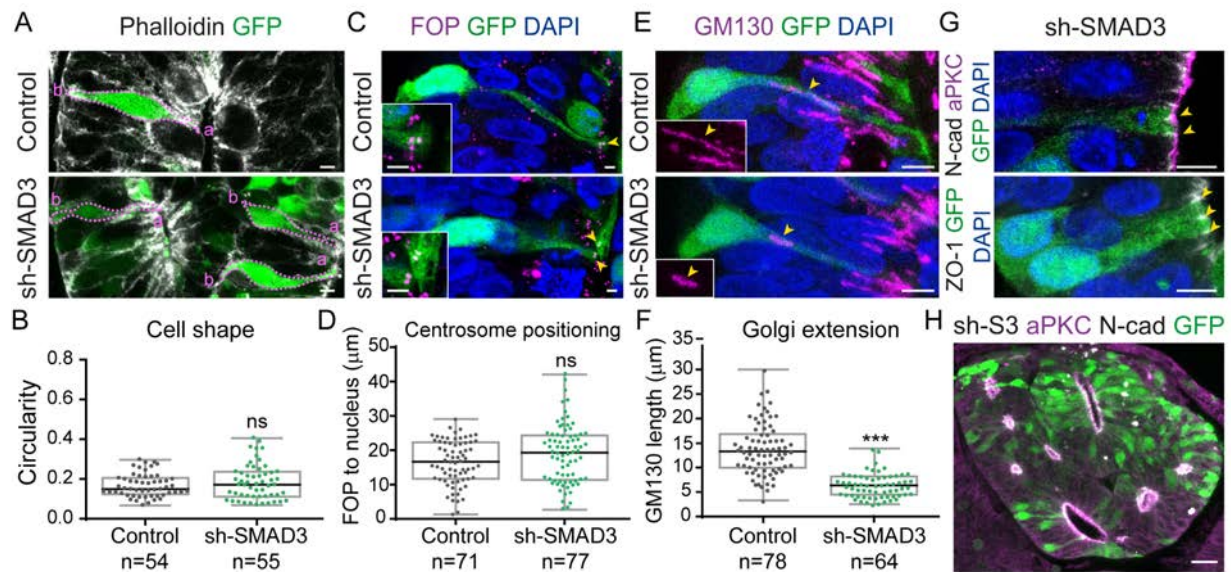 A
Phalloidin GFP
Control
b
a
sh-SMAD3
b
a
b
a
b
C
FOP GFP DAPI
Control
sh-SMAD3
E
GM130 GFP DAPI
Control
sh-SMAD3
G
sh-SMAD3
N-cad aPKC
GFP DAPI
ZO-1 GFP
DAPI
B
Cell shape
Circularity
0.8
0.6
0.4
0.2
0.0
ns
Control
sh-SMAD3
n=54
n=55
D
Centrosome positioning
FOP to nucleus (μm)
50
40
30
20
10
0
ns
Control
sh-SMAD3
n=71
n=77
F
Golgi extension
GM130 length (μm)
35
30
25
20
15
10
5
0
***
Control
sh-SMAD3
n=78
n=64
H
sh-S3 aPKC N-cad GFP